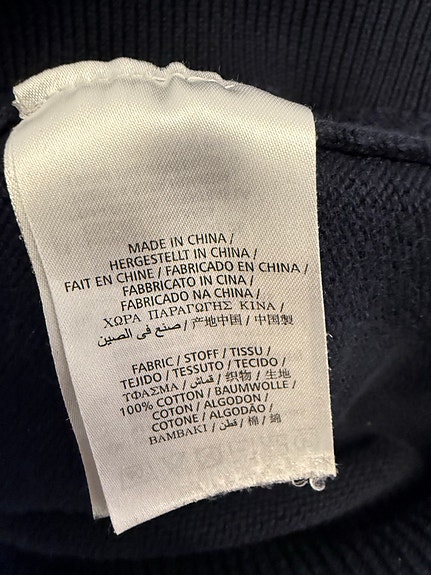 MADE IN CHINA /
HERGESTELLT IN CHINA /
FAIT EN CHINE / FABRICADO EN CHINA /
FABBRICATO IN CINA /
FABRICADO NA CHINA /
ΧΩΡΑ ΠΑΡΑΓΩΓΗΣ ΚΙΝΑ /
صنع في الصين / 产地中国 / 中国製
FABRIC / STOFF / TISSU /
TEJIDO / TESSUTO / TECIDO /
ΥΦΑΣΜΑ / قماش / 织物 / 生地
100% COTTON / BAUMWOLLE /
COTON / ALGODON /
COTONE / ALGODÃO /
BAMBAKI / قطن / 棉 / 綿